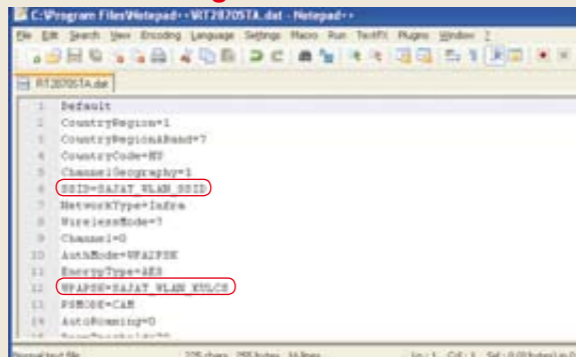 C:\Program Files\Notepad++\RT2870STA.dat - Notepad++
File Edit Search View Encoding Language Settings Macro Run TextFX Plugins Window ?
RT2870STA.dat
1 Default
2 CountryRegion=1
3 CountryRegionABand=7
4 CountryCode=HU
5 ChannelGeography=1
6 SSID=SAJAT_WLAN_SSID
7 NetworkType=Infra
8 WirelessMode=7
9 Channel=0
10 AuthMode=WPA2PSK
11 EncrypType=AES
12 WPAPSK=SAJAT_WLAN_KULCS
13 PSMODE=CAM
14 AutoRoaming=0
Normal text file